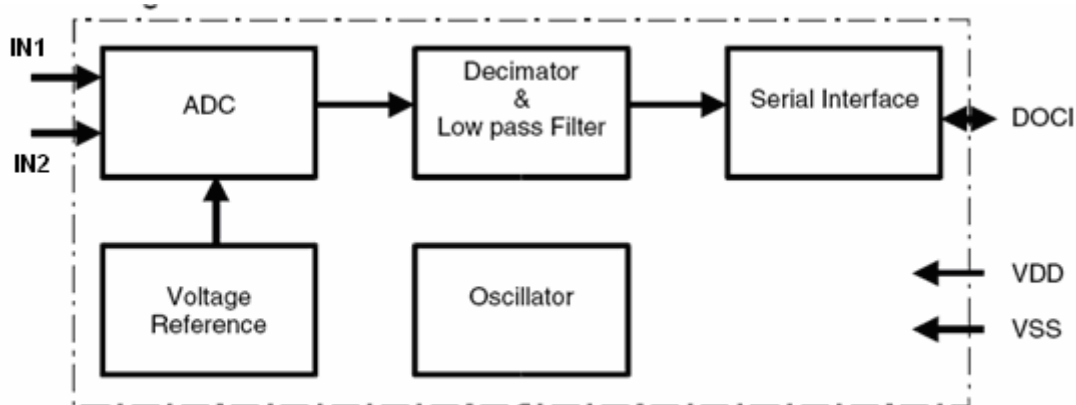 IN1
IN2
ADC
Decimator
&
Low pass Filter
Serial Interface
DOCI
Voltage
Reference
Oscillator
VDD
VSS